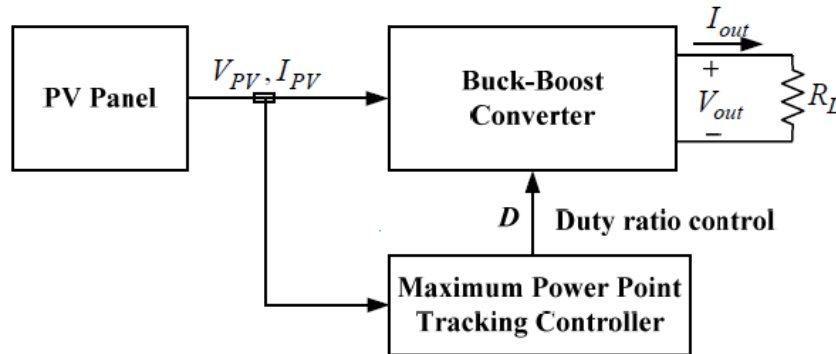 PV Panel
V_PV, I_PV
Buck-Boost
Converter
I_out
+
V_out
−
R_L
D
Duty ratio control
Maximum Power Point
Tracking Controller